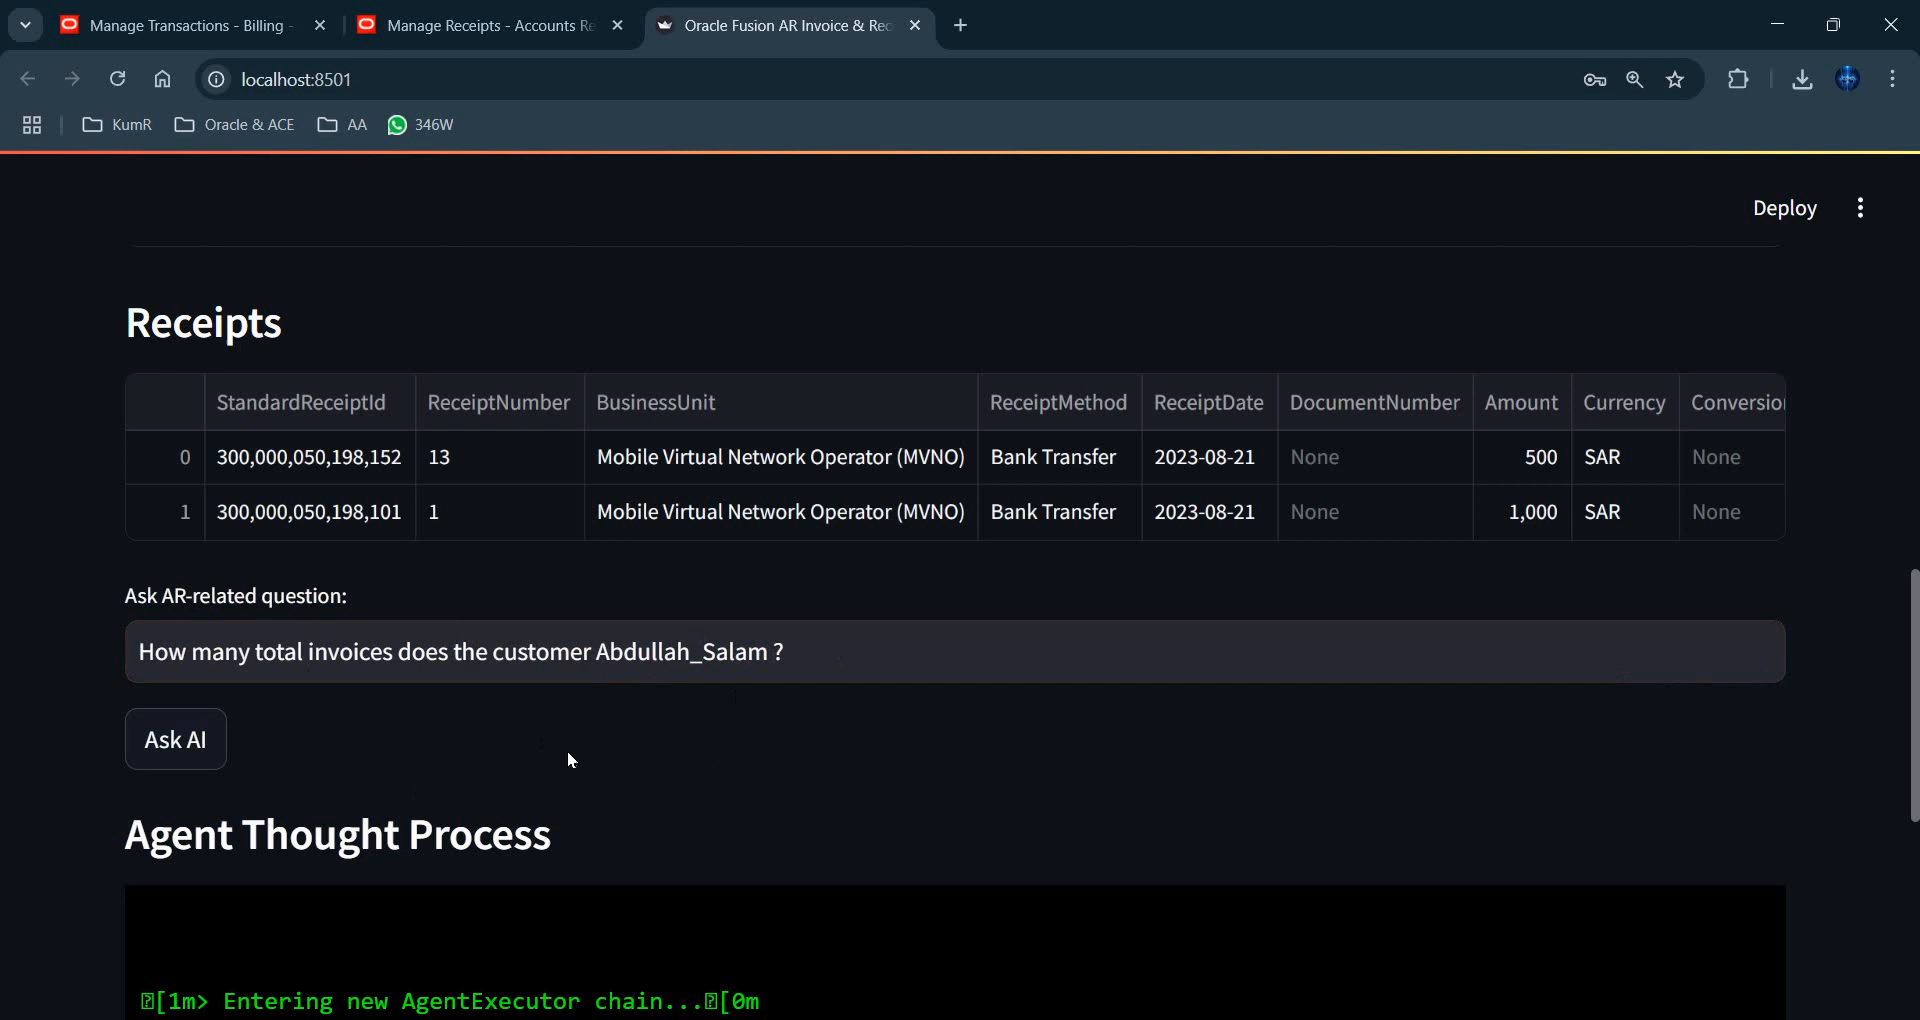 Manage Transactions - Billing -
Manage Receipts - Accounts Re
Oracle Fusion AR Invoice & Rec
localhost:8501
KumR
Oracle & ACE
AA
346W
Deploy
Receipts
StandardReceiptId ReceiptNumber BusinessUnit ReceiptMethod ReceiptDate DocumentNumber Amount Currency Conversion
0 300,000,050,198,152 13 Mobile Virtual Network Operator (MVNO) Bank Transfer 2023-08-21 None 500 SAR None
1 300,000,050,198,101 1 Mobile Virtual Network Operator (MVNO) Bank Transfer 2023-08-21 None 1,000 SAR None
Ask AR-related question:
How many total invoices does the customer Abdullah_Salam ?
Ask AI
Agent Thought Process
[1m> Entering new AgentExecutor chain...[0m